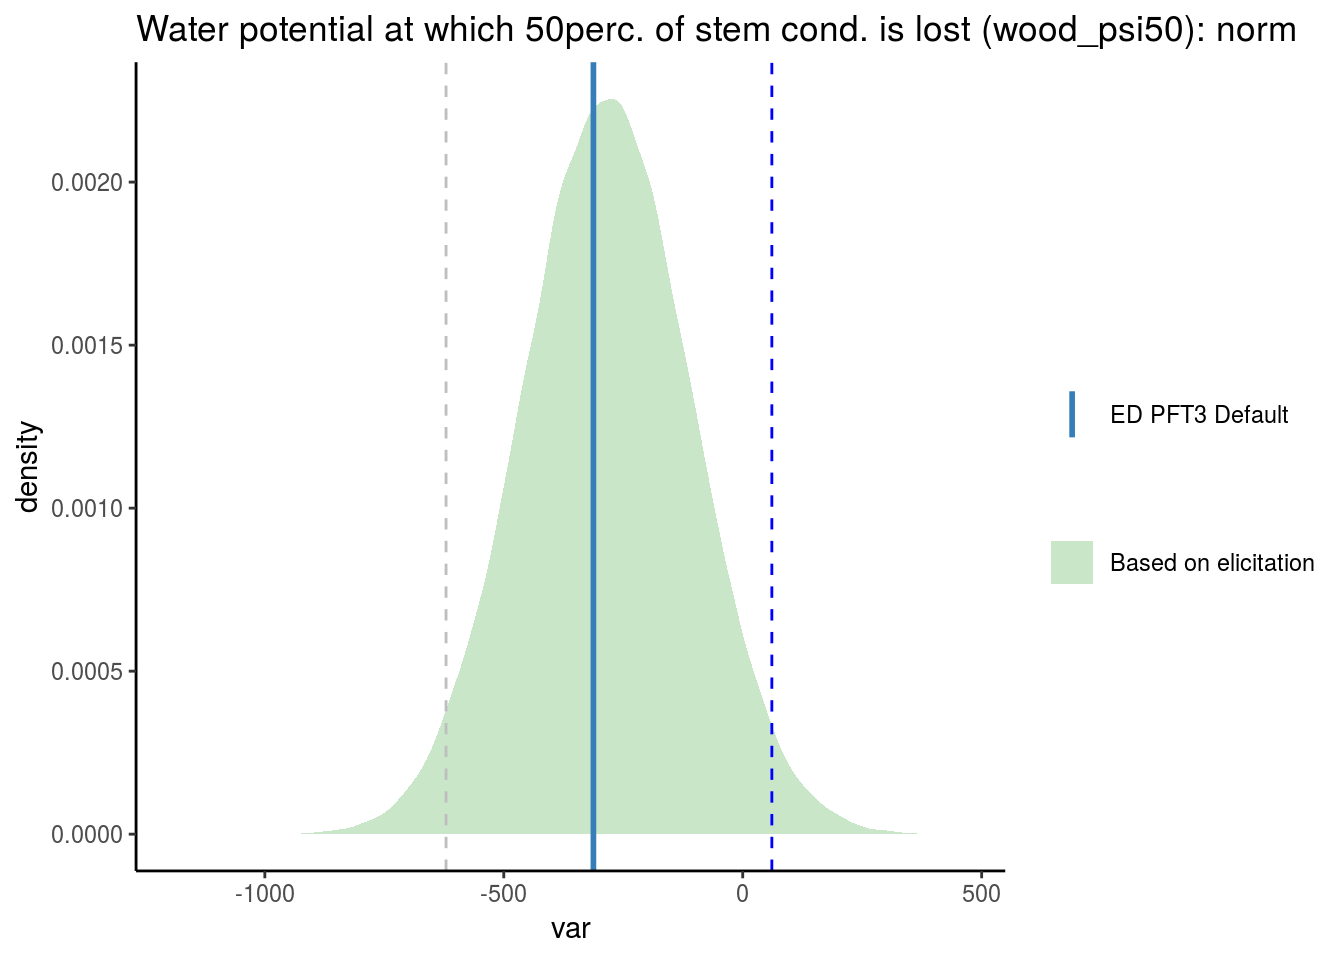 Water potential at which 50perc. of stem cond. is lost (wood_psi50): norm
0.0020
0.0015
0.0010
0.0005
0.0000
density
-1000
-500
0
500
var
ED PFT3 Default
Based on elicitation